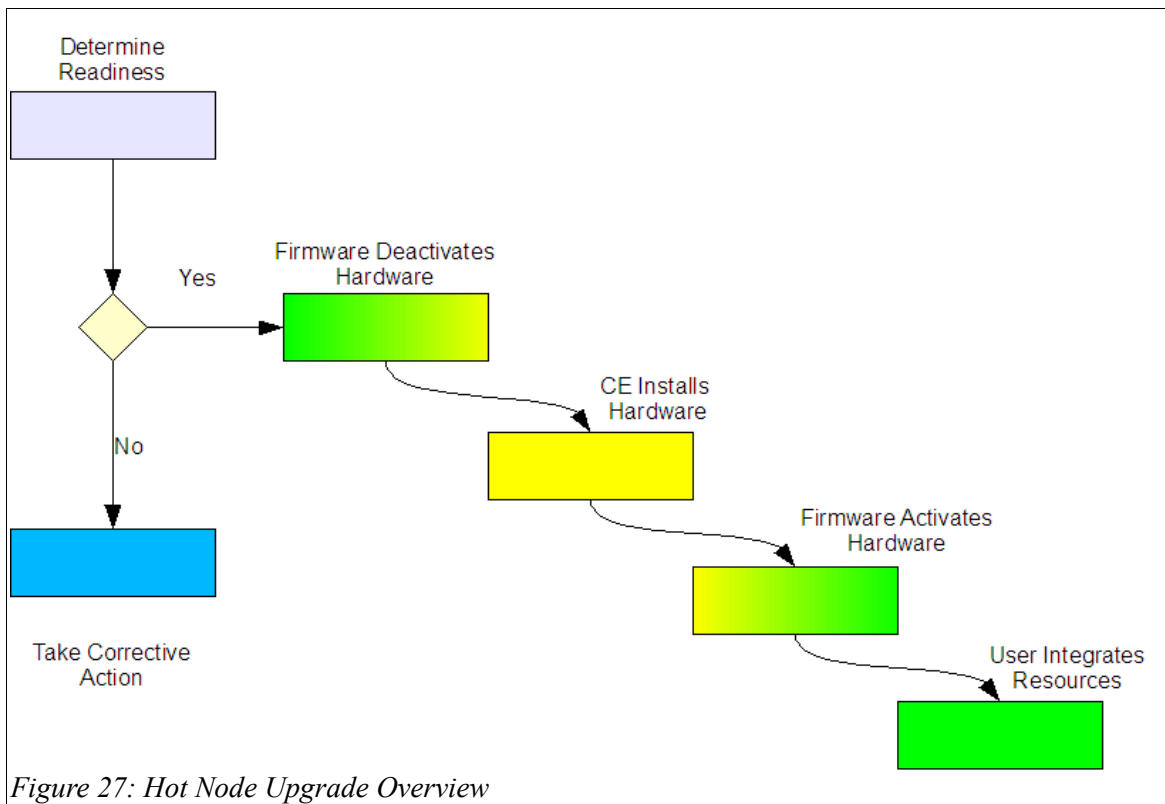 Determine
Readiness
Yes
Firmware Deactivates
Hardware
CE Installs
Hardware
No
Firmware Activates
Hardware
Take Corrective
Action
User Integrates
Resources
Figure 27: Hot Node Upgrade Overview